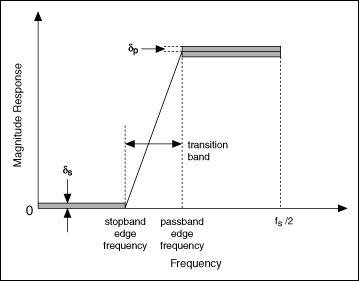 δp
Magnitude Response
transition
band
δs
0
stopband
edge
frequency
passband
edge
frequency
fs/2
Frequency